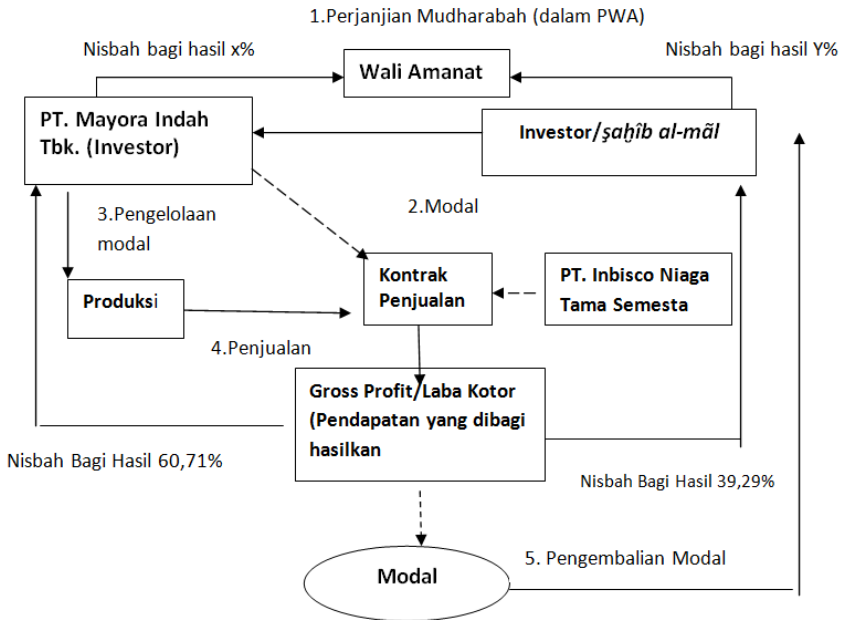 1.Perjanjian Mudharabah (dalam PWA)
Nisbah bagi hasil x%
Nisbah bagi hasil Y%
Wali Amanat
PT. Mayora Indah
Tbk. (Investor)
Investor/şaḫîb al-mãl
3.Pengelolaan
modal
2.Modal
Produksi
Kontrak
Penjualan
PT. Inbisco Niaga
Tama Semesta
4.Penjualan
Gross Profit/Laba Kotor
(Pendapatan yang dibagi
hasilkan
Nisbah Bagi Hasil 60,71%
Nisbah Bagi Hasil 39,29%
5. Pengembalian Modal
Modal